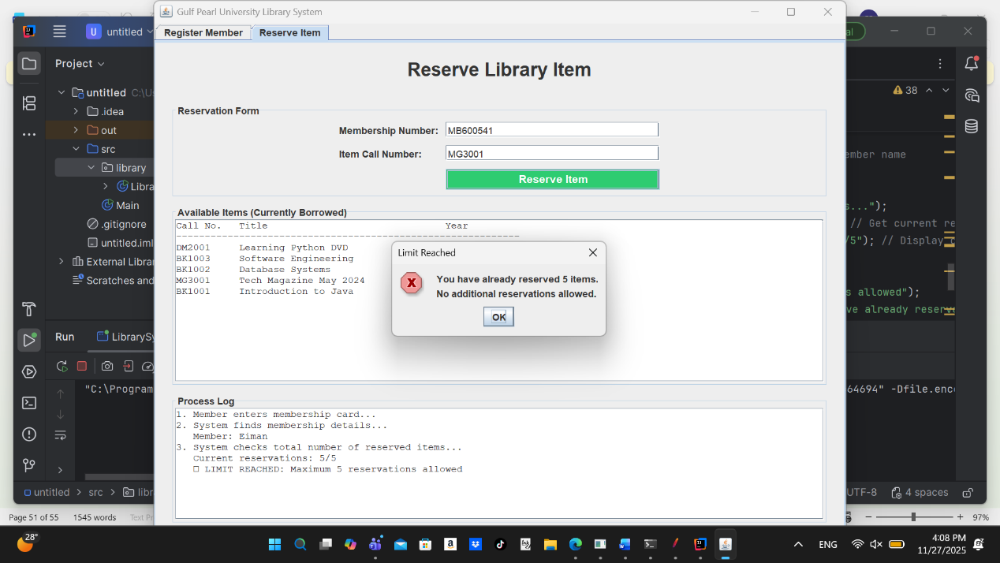 Gulf Pearl University Library System
Register Member
Reserve Item
U untitled
Project
Reserve Library Item
untitled C:\U
.idea
out
src
library
Libra
Main
.gitignore
untitled.iml
External Librar
Scratches and
Reservation Form
Membership Number: MB600541
Item Call Number: MG3001
Reserve Item
Available Items (Currently Borrowed)
Call No. Title Year
------------------------------------------------------------
DM2001 Learning Python DVD
BK1003 Software Engineering
BK1002 Database Systems
MG3001 Tech Magazine May 2024
BK1001 Introduction to Java
Limit Reached
You have already reserved 5 items.
No additional reservations allowed.
OK
38
ember name
s...");
// Get current re
/5"); // Display
s allowed");
ve already reserve
Run LibrarySy
"C:\Program
64694" -Dfile.enco
Process Log
1. Member enters membership card...
2. System finds membership details...
Member: Eiman
3. System checks total number of reserved items...
Current reservations: 5/5
☐ LIMIT REACHED: Maximum 5 reservations allowed
untitled > src > libr
UTF-8 4 spaces
Page 51 of 55 1545 words Text Pr
97%
28°
ENG
4:08 PM
11/27/2025